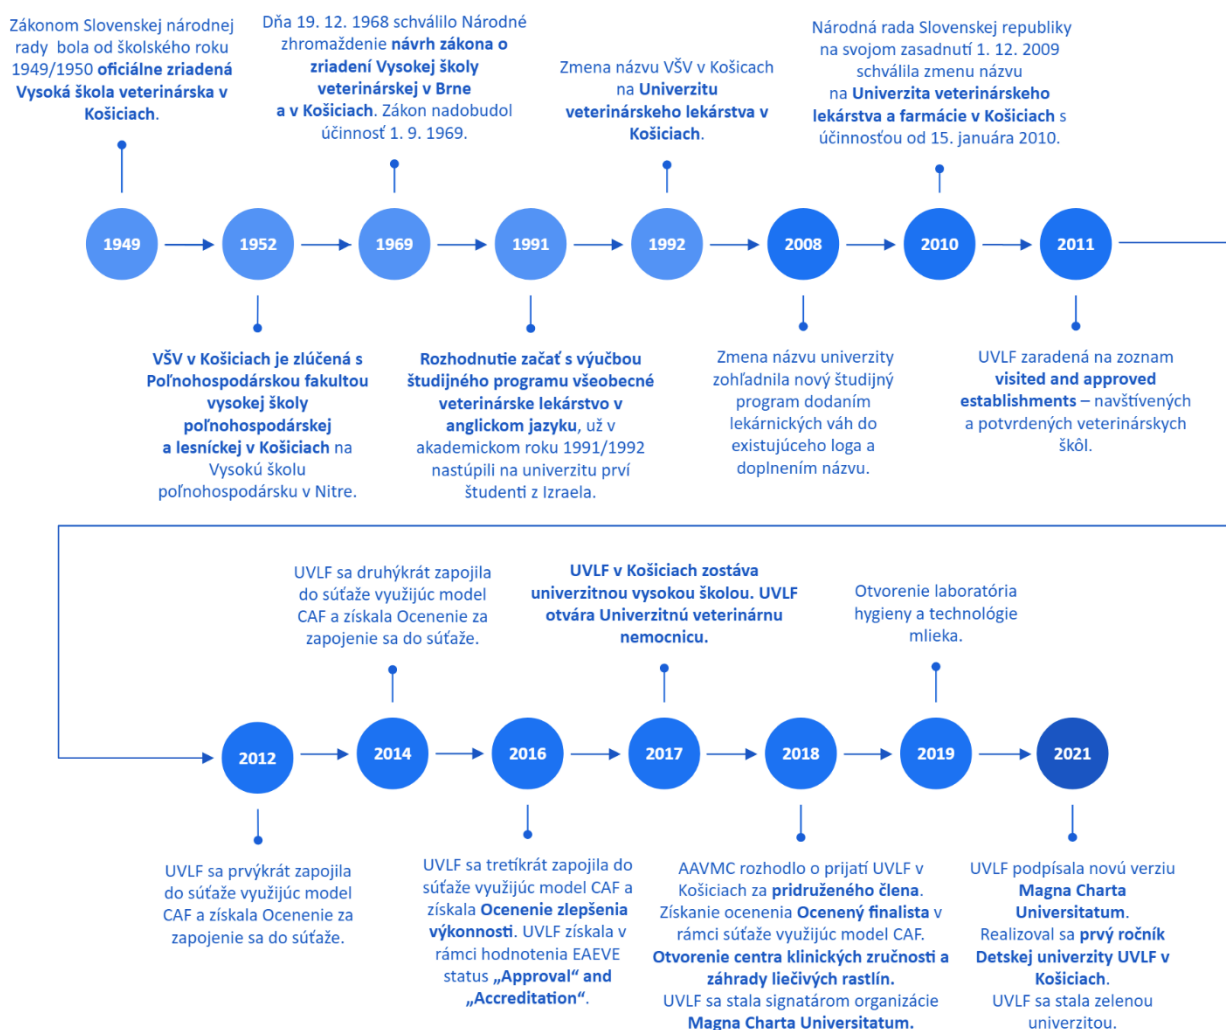 Zákonom Slovenskej národnej
rady bola od školského roku
1949/1950 oficiálne zriadená
Vysoká škola veterinárska v
Košiciach.
Dňa 19. 12. 1968 schválilo Národné
zhromaždenie návrh zákona o
zriadení Vysokej školy
veterinárskej v Brne
a v Košiciach. Zákon nadobudol
účinnosť 1. 9. 1969.
Zmena názvu VŠV v Košicach
na Univerzitu
veterinárskeho lekárstva v
Košiciach.
Národná rada Slovenskej republiky
na svojom zasadnutí 1. 12. 2009
schválila zmenu názvu
na Univerzita veterinárskeho
lekárstva a farmácie v Košiciach s
účinnosťou od 15. januára 2010.
1949
1952
1969
1991
1992
2008
2010
2011
VŠV v Košiciach je zlúčená s
Poľnohospodárskou fakultou
vysokej školy
poľnohospodárskej
a lesníckej v Košiciach na
Vysokú školu
poľnohospodársku v Nitre.
Rozhodnutie začať s výučbou
študijného programu všeobecné
veterinárske lekárstvo v
anglickom jazyku, už v
akademickom roku 1991/1992
nastúpili na univerzitu prví
študenti z Izraela.
Zmena názvu univerzity
zohľadnila nový študijný
program dodaním
lekárnických váh do
existujúceho loga a
doplnením názvu.
UVLF zaradená na zoznam
visited and approved
establishments – navštívených
a potvrdených veterinárskych
škôl.
UVLF sa druhýkrát zapojila
do súťaže využijúc model
CAF a získala Ocenenie za
zapojenie sa do súťaže.
UVLF v Košiciach zostáva
univerzitnou vysokou školou. UVLF
otvára Univerzitnú veterinárnu
nemocnicu.
Otvorenie laboratória
hygieny a technológie
mlieka.
2012
2014
2016
2017
2018
2019
2021
UVLF sa prvýkrát zapojila
do súťaže využijúc model
CAF a získala Ocenenie za
zapojenie sa do súťaže.
UVLF sa tretíkrát zapojila do
súťaže využijúc model CAF a
získala Ocenenie zlepšenia
výkonnosti. UVLF získala v
rámci hodnotenia EAEVE
status „Approval“ and
„Accreditation“.
AAVMC rozhodlo o prijatí UVLF v
Košiciach za pridruženého člena.
Získanie ocenenia Ocenený finalista v
rámci súťaže využijúc model CAF.
Otvorenie centra klinických zručností a
záhrady liečivých rastlín.
UVLF sa stala signatárom organizácie
Magna Charta Universitatum.
UVLF podpísala novú verziu
Magna Charta
Universitatum.
Realizoval sa prvý ročník
Detskej univerzity UVLF v
Košiciach.
UVLF sa stala zelenou
univerzitou.